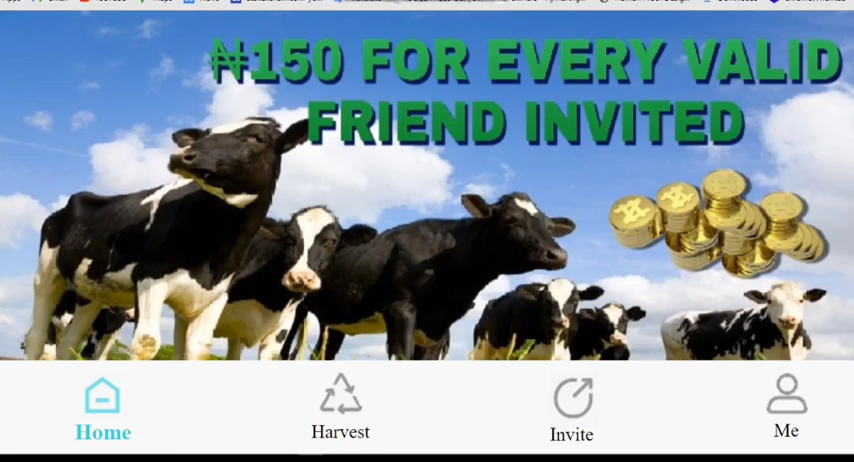 ₦150 FOR EVERY VALID
FRIEND INVITED
Home
Harvest
Invite
Me